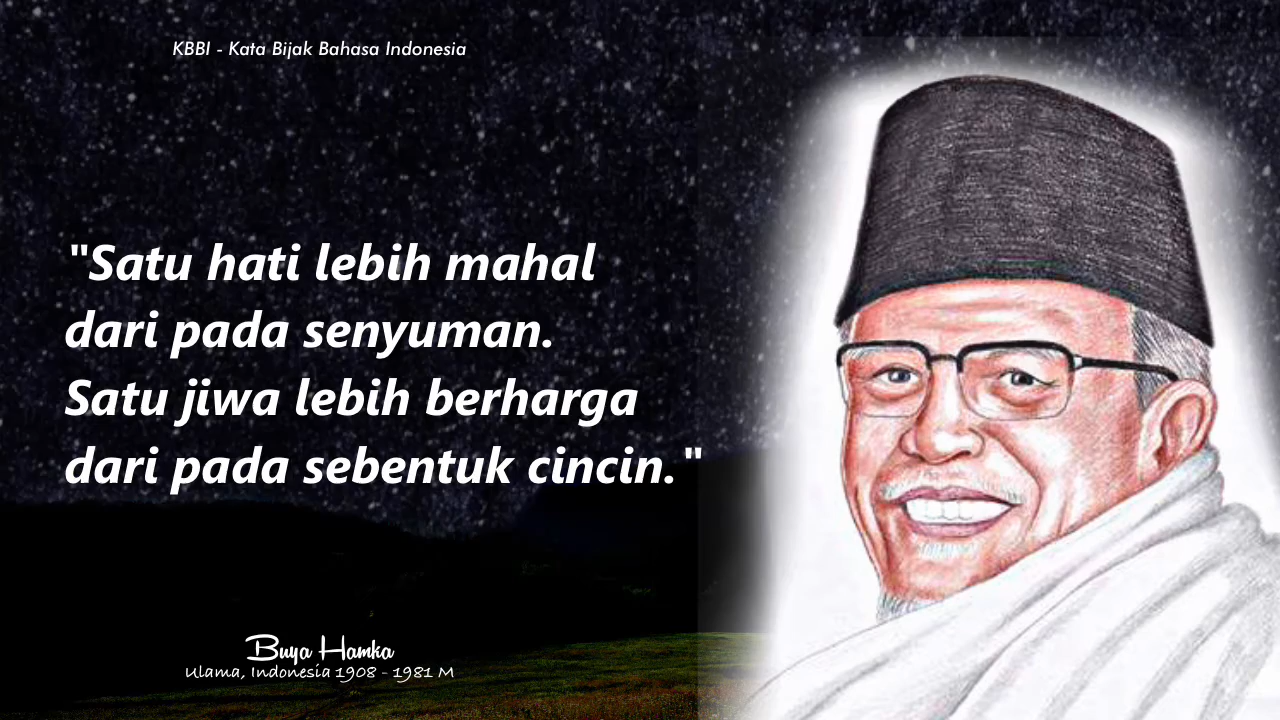 KBBI - Kata Bijak Bahasa Indonesia
"Satu hati lebih mahal
dari pada senyuman.
Satu jiwa lebih berharga
dari pada sebentuk cincin."
Buya Hamka
Ulama, Indonesia 1908 - 1981 M